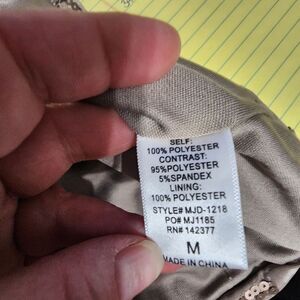 SELF:
100% POLYESTER
CONTRAST:
95%POLYESTER
5%SPANDEX
LINING:
100% POLYESTER
STYLE# MJD-1218
PO# MJ1185
RN# 142377
M
MADE IN CHINA